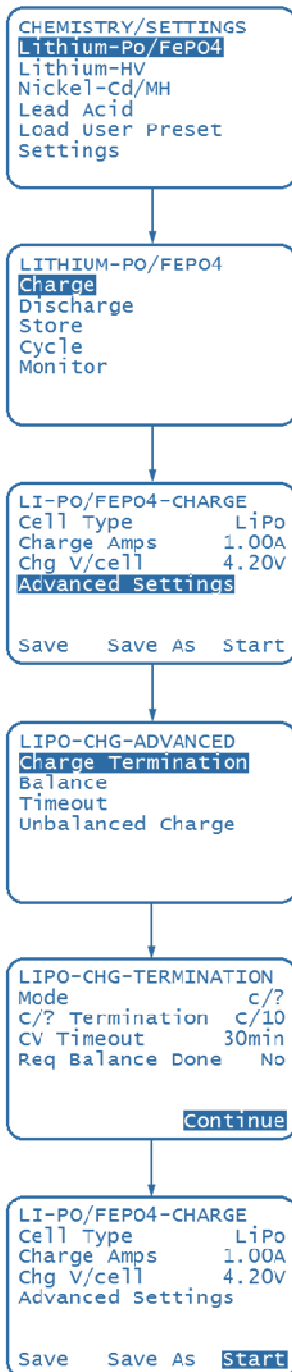 CHEMISTRY/SETTINGS
Lithium-Po/FePO4
Lithium-HV
Nickel-Cd/MH
Lead Acid
Load User Preset
Settings
LITHIUM-PO/FEPO4
Charge
Discharge
Store
Cycle
Monitor
LI-PO/FEPO4-CHARGE
Cell Type LiPo
Charge Amps 1.00A
Chg V/cell 4.20V
Advanced Settings
Save Save As Start
LIPO-CHG-ADVANCED
Charge Termination
Balance
Timeout
Unbalanced Charge
LIPO-CHG-TERMINATION
Mode C/?
C/? Termination C/10
CV Timeout 30min
Req Balance Done No
Continue
LI-PO/FEPO4-CHARGE
Cell Type LiPo
Charge Amps 1.00A
Chg V/cell 4.20V
Advanced Settings
Save Save As Start